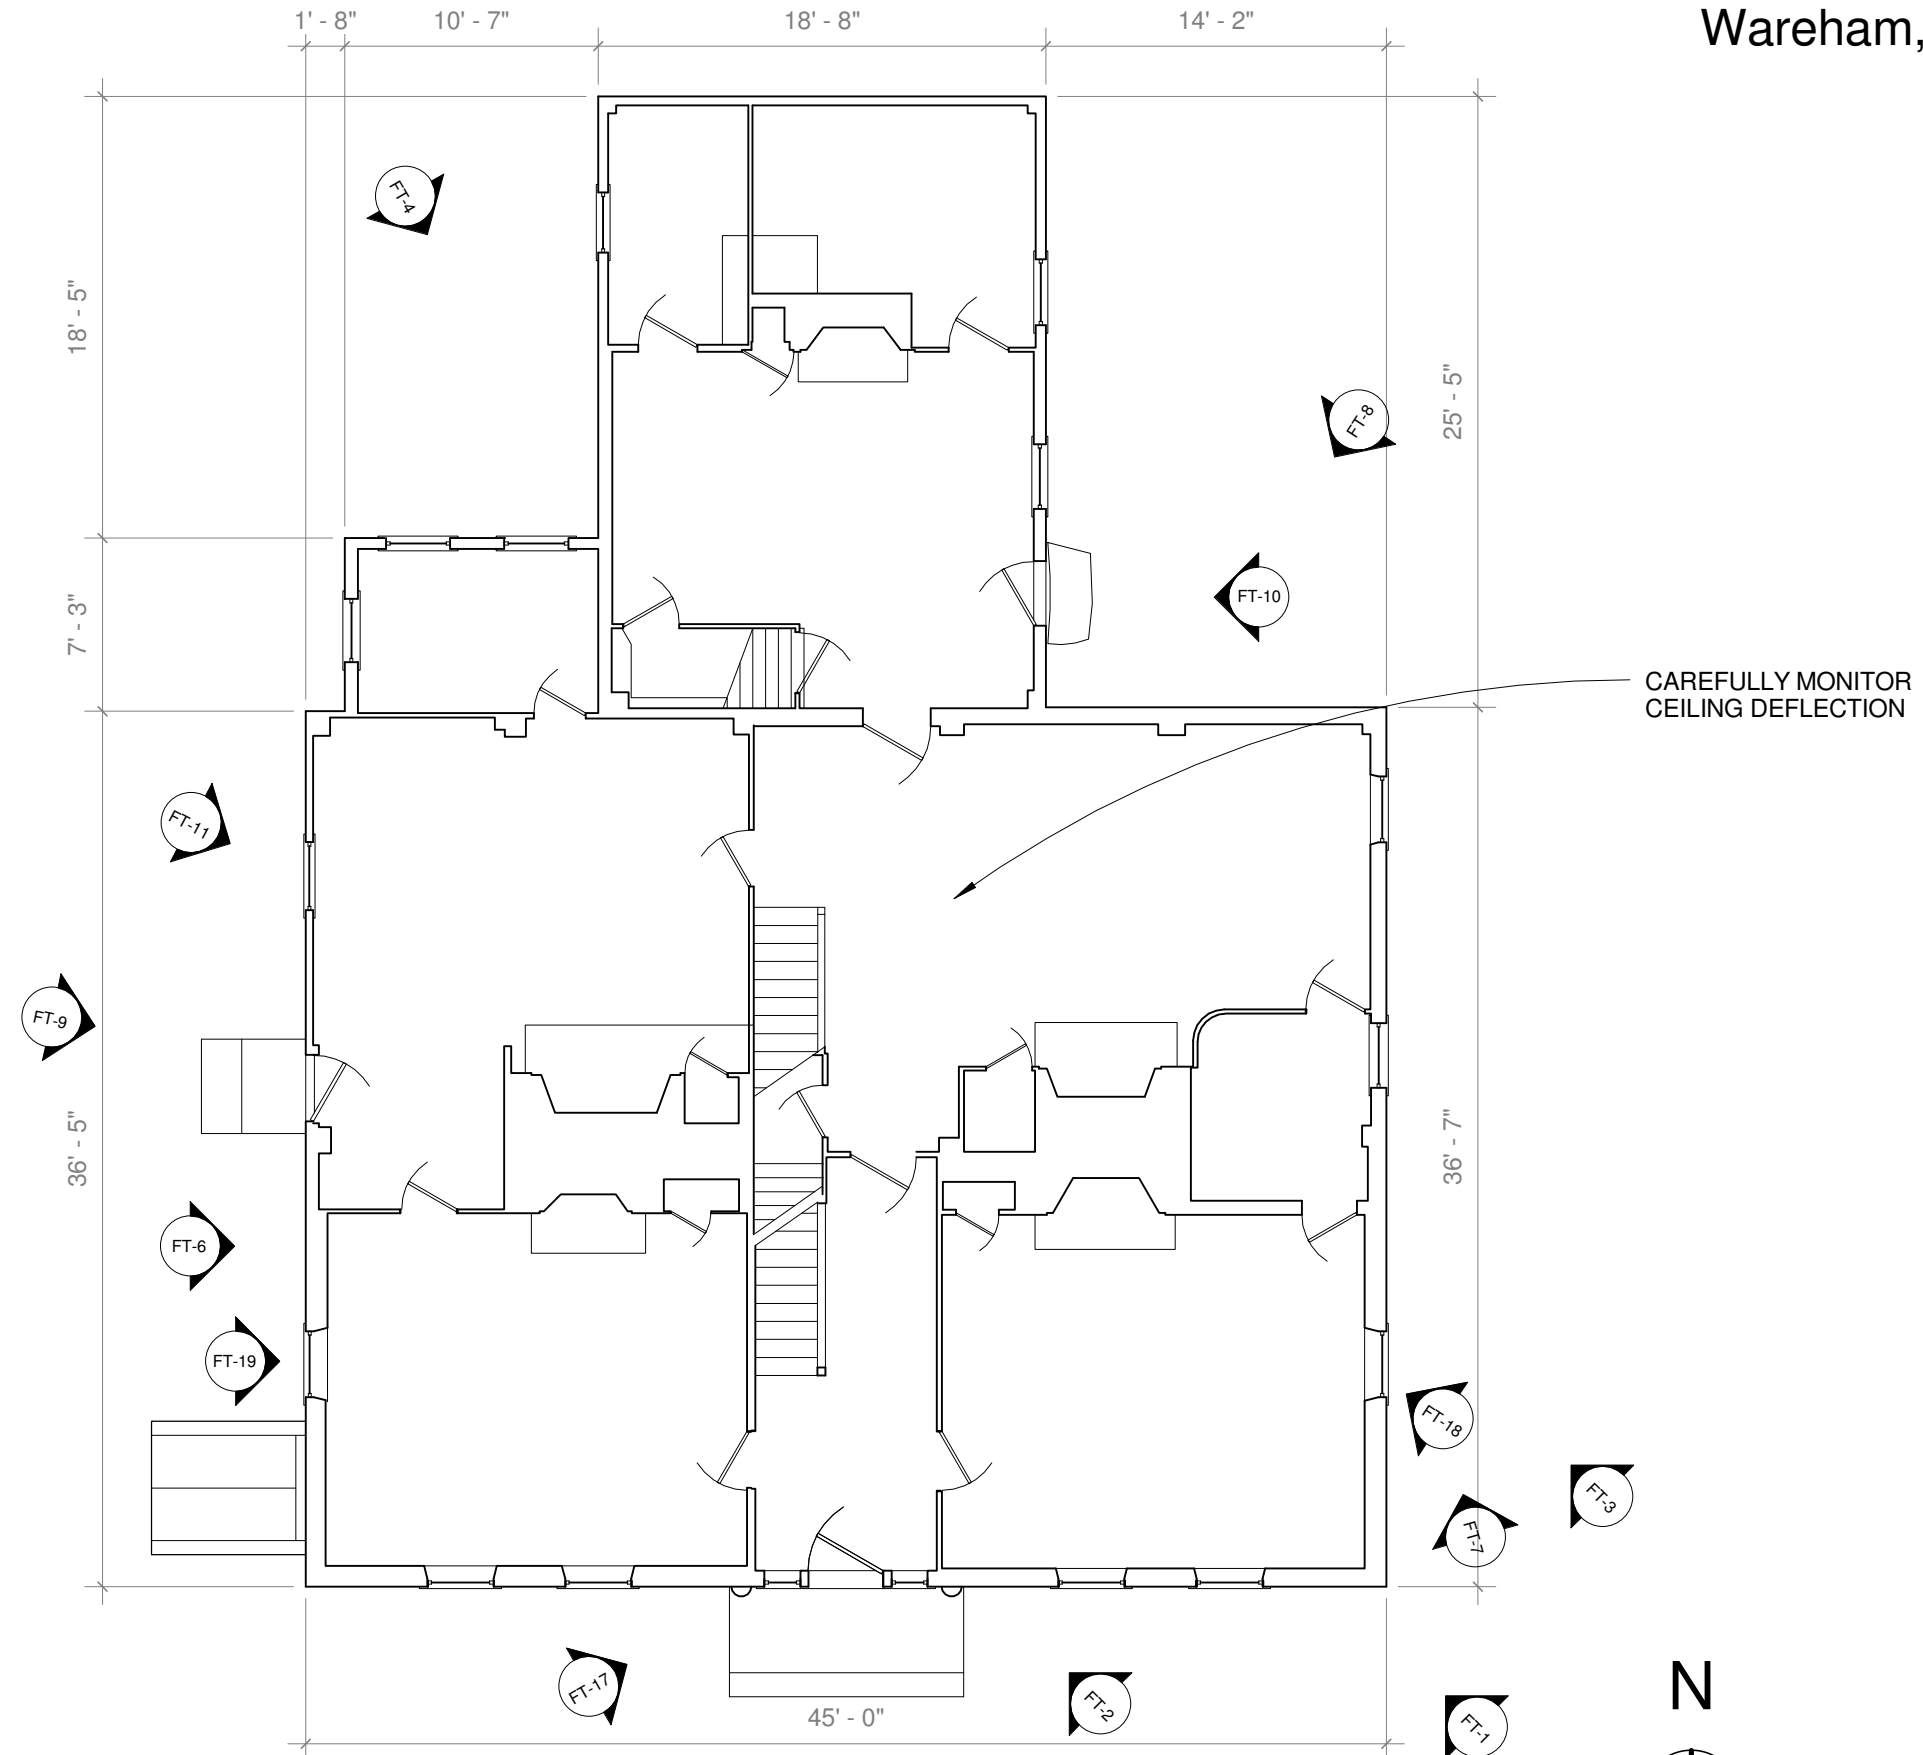 Wareham,
1' - 8"
10' - 7"
18' - 8"
14' - 2"
FT-4
18' - 5"
25' - 5"
FT-8
7' - 3"
FT-10
CAREFULLY MONITOR
CEILING DEFLECTION
FT-11
FT-9
36' - 5"
36' - 7"
FT-6
FT-19
FT-18
FT-3
FT-7
FT-17
FT-2
FT-1
45' - 0"
N